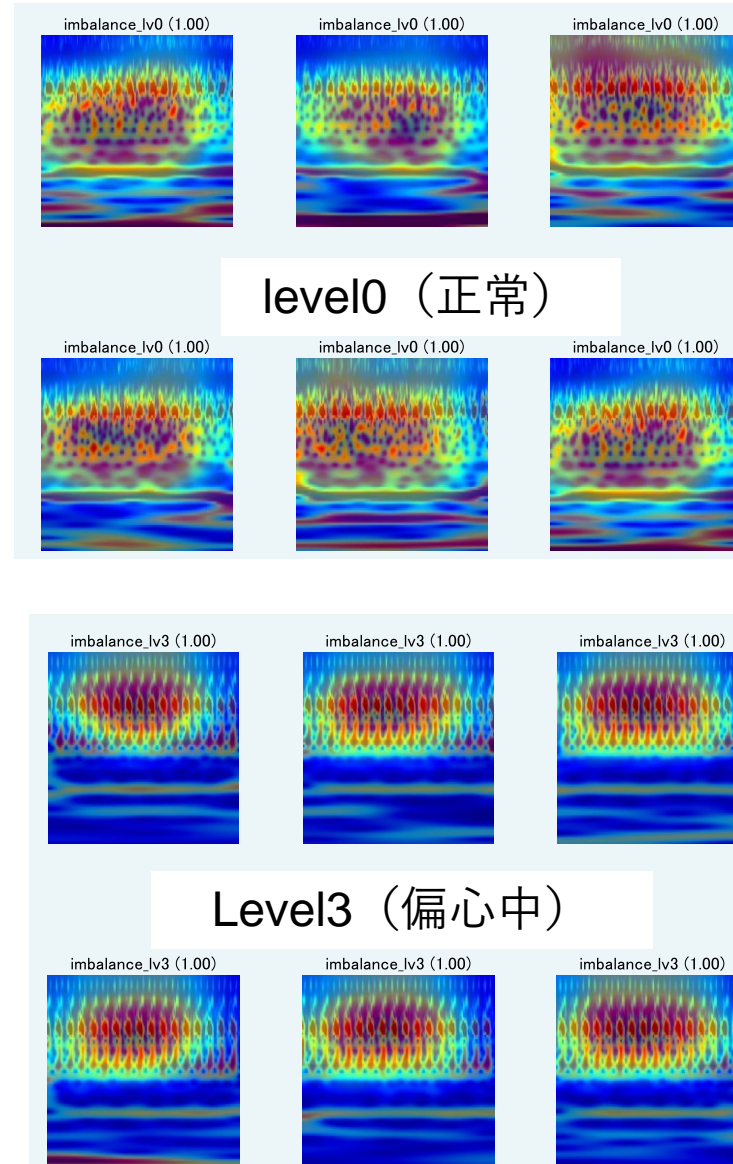 imbalance_lv0 (1.00) imbalance_lv0 (1.00) imbalance_lv0 (1.00)
level0（正常）
imbalance_lv0 (1.00) imbalance_lv0 (1.00) imbalance_lv0 (1.00)
imbalance_lv3 (1.00) imbalance_lv3 (1.00) imbalance_lv3 (1.00)
Level3（偏心中）
imbalance_lv3 (1.00) imbalance_lv3 (1.00) imbalance_lv3 (1.00)